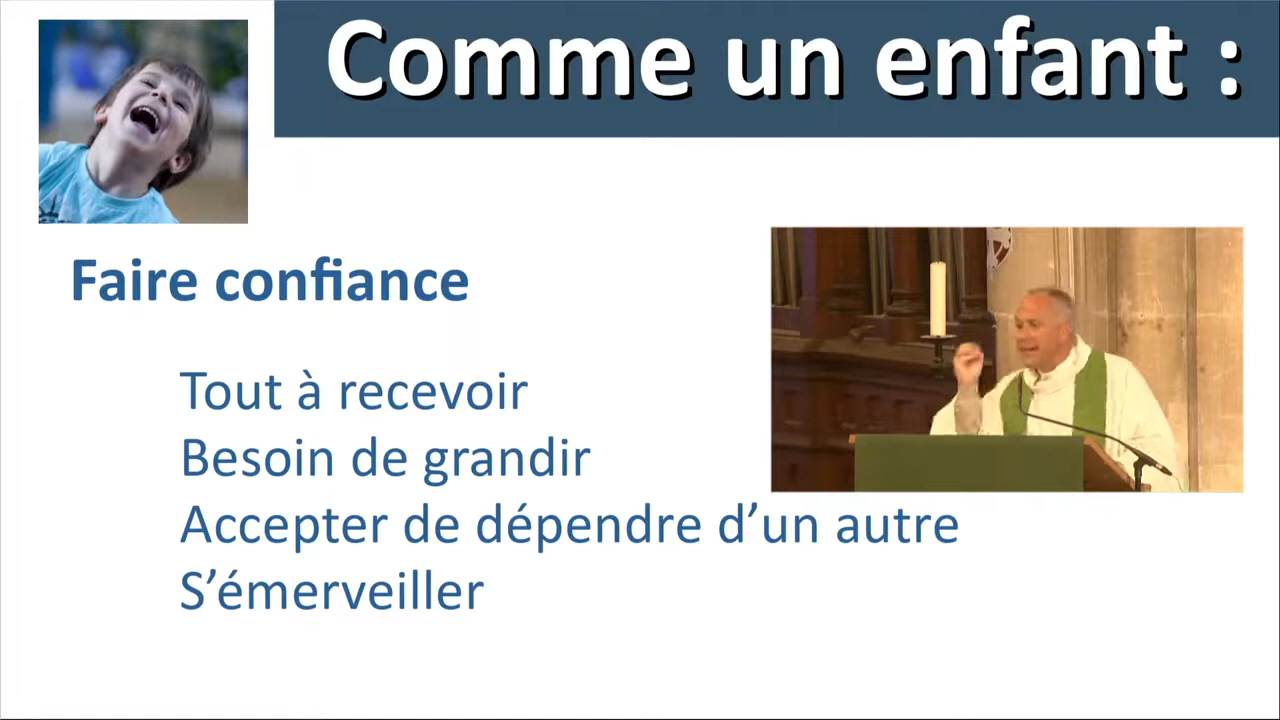 Comme un enfant :
Faire confiance
Tout à recevoir
Besoin de grandir
Accepter de dépendre d’un autre
S’émerveiller